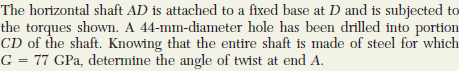 The horizontal shaft AD is attached to a fixed base at D and is subjected to
the torques shown. A 44-mm-diameter hole has been drilled into portion
CD of the shaft. Knowing that the entire shaft is made of steel for which
G = 77 GPa, determine the angle of twist at end A.